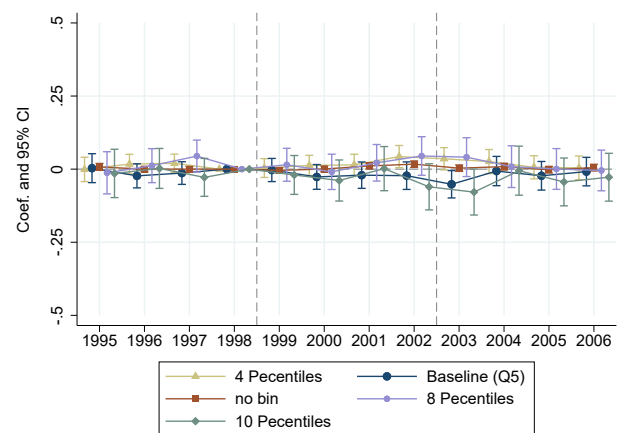 Coef. and 95% CI
.5
.25
0
-.25
-.5
1995 1996 1997 1998 1999 2000 2001 2002 2003 2004 2005 2006
4 Pecentiles Baseline (Q5)
no bin 8 Pecentiles
10 Pecentiles